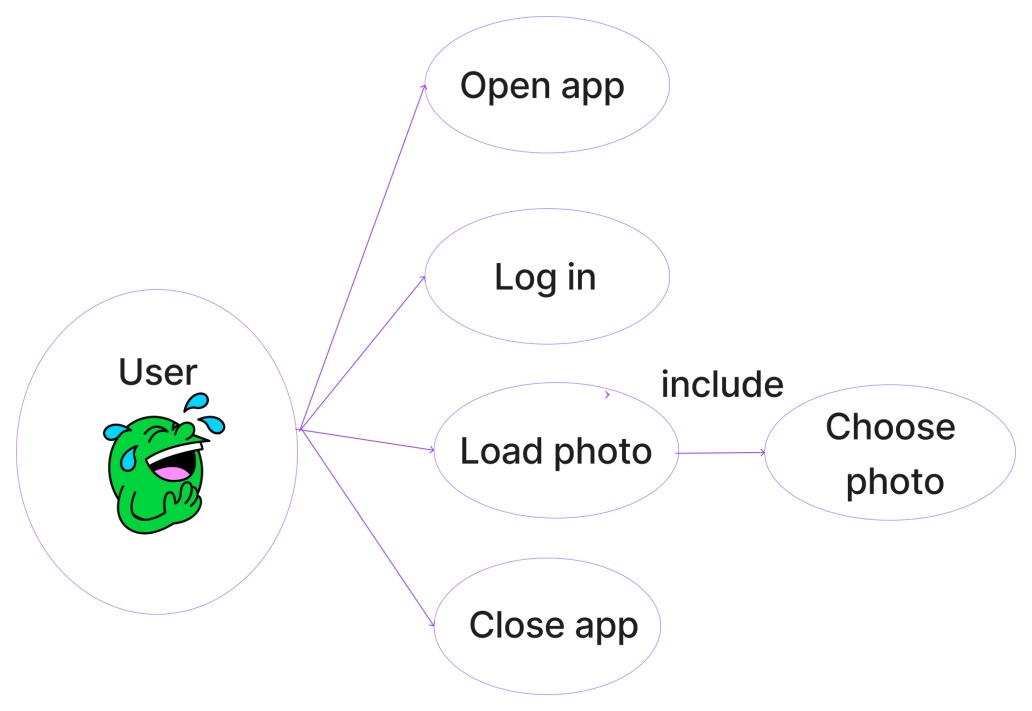 Open app
Log in
User
include
Load photo
Choose
photo
Close app